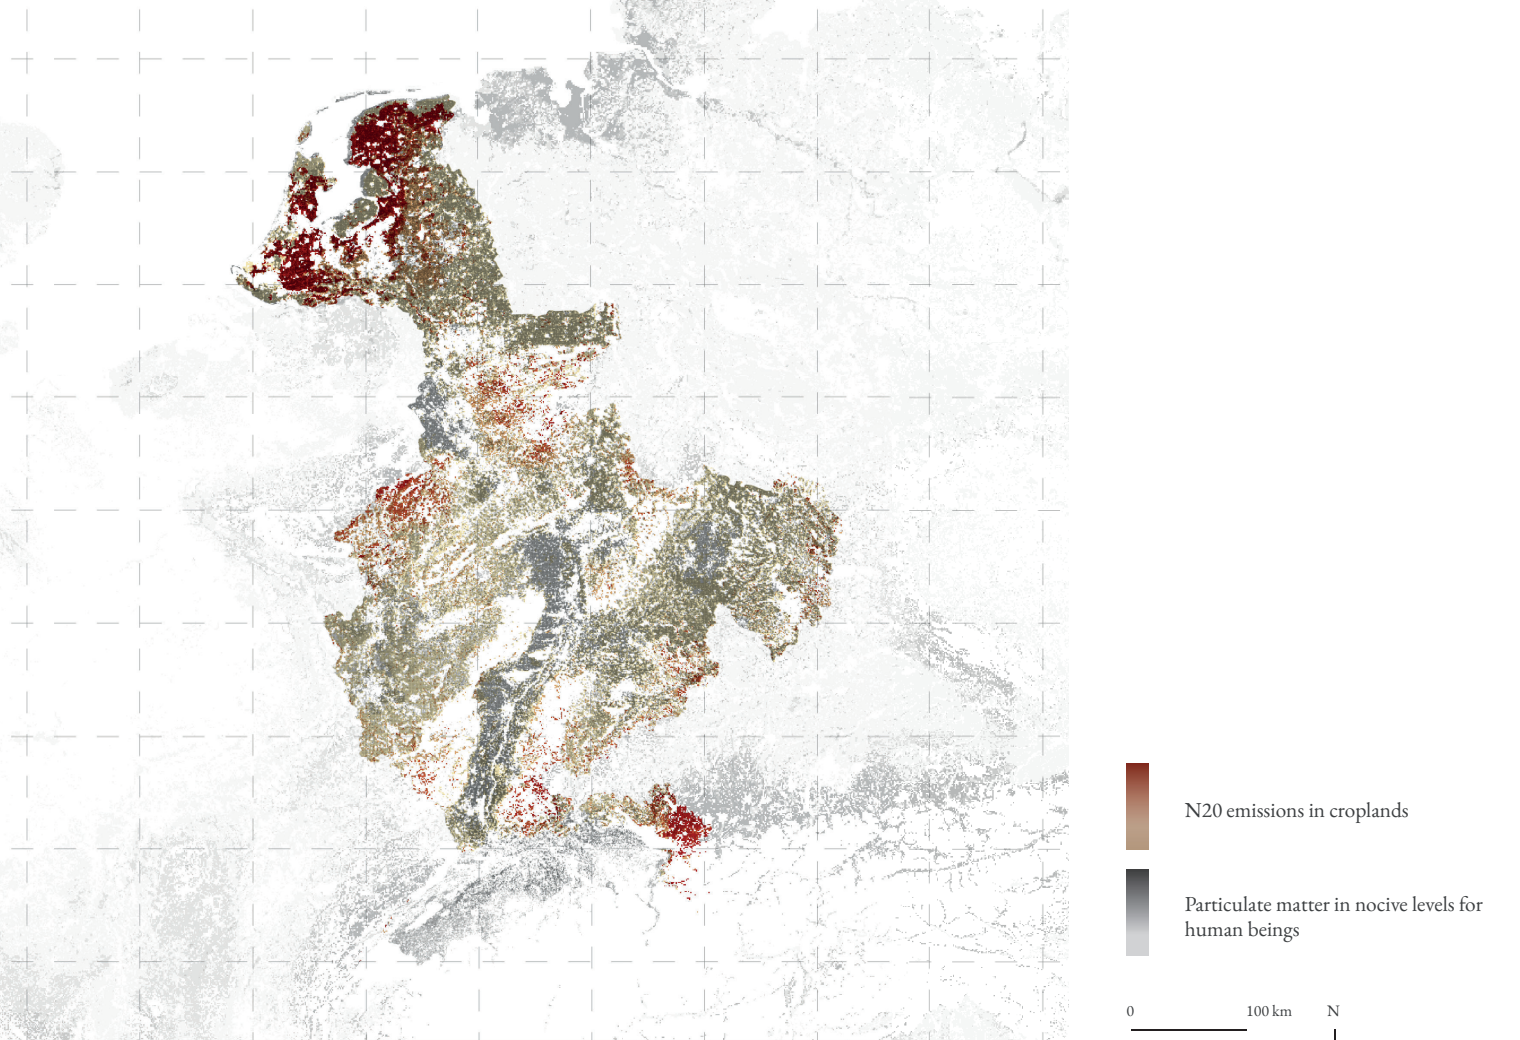 N20 emissions in croplands
Particulate matter in nocive levels for
human beings
0 100 km N